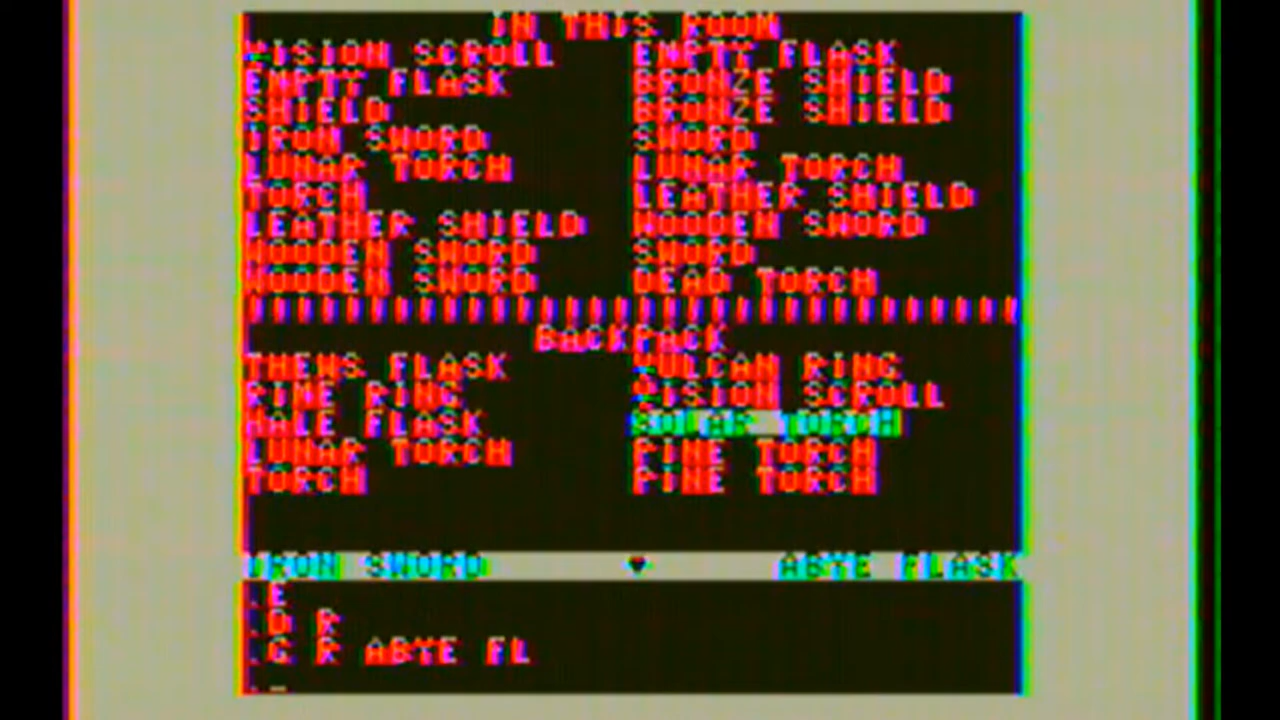 IN THIS ROOM
VISION SCROLL EMPTY FLASK
EMPTY FLASK BRONZE SHIELD
SHIELD BRONZE SHIELD
IRON SWORD SWORD
LUNAR TORCH LUNAR TORCH
TORCH LEATHER SHIELD
LEATHER SHIELD WOODEN SWORD
WOODEN SWORD SWORD
WOODEN SWORD DEAD TORCH
!!!!!!!!!!!!!!!!!!!!!!!!!!!!!!!!
BACKPACK
THEWS FLASK VULCAN RING
RIME RING VISION SCROLL
HALE FLASK SOLAR TORCH
LUNAR TORCH PINE TORCH
TORCH PINE TORCH
IRON SWORD ♥ ABYE FLASK
.E
.D R
.G R ABYE FL
._